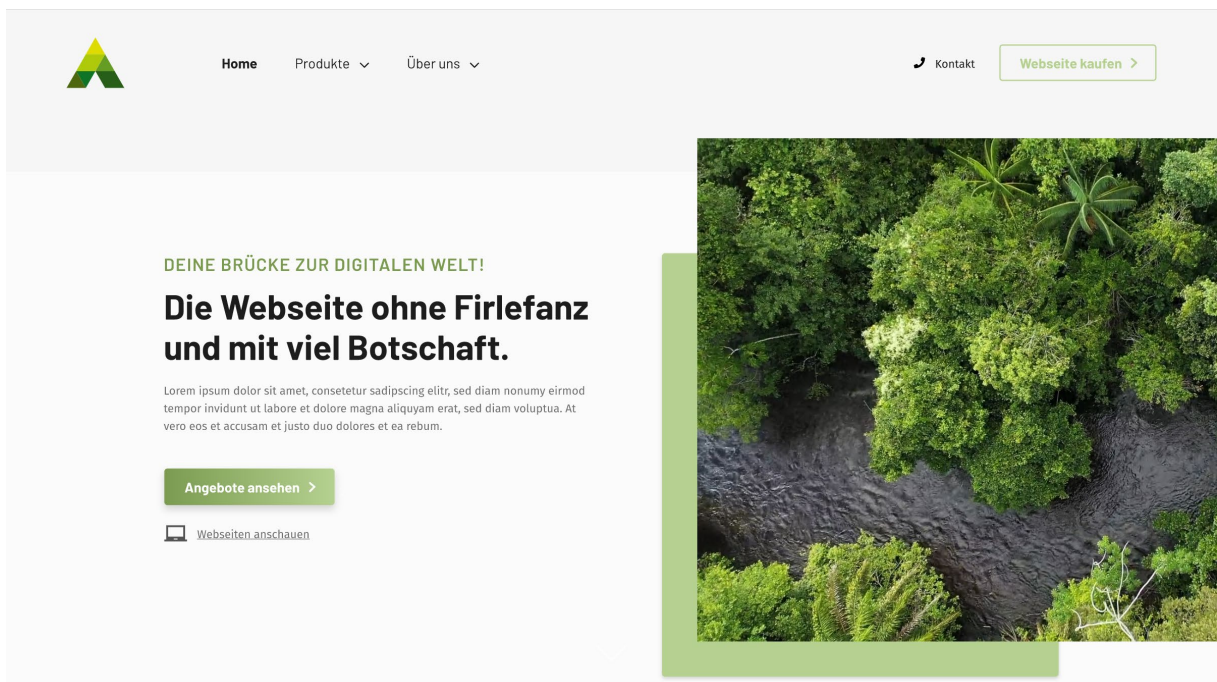 Home
Produkte
Über uns
Kontakt
Webseite kaufen
DEINE BRÜCKE ZUR DIGITALEN WELT!
Die Webseite ohne Firlefanz
und mit viel Botschaft.
Lorem ipsum dolor sit amet, consetetur sadipscing elitr, sed diam nonumy eirmod
tempor invidunt ut labore et dolore magna aliquyam erat, sed diam voluptua. At
vero eos et accusam et justo duo dolores et ea rebum.
Angebote ansehen
Webseiten anschauen